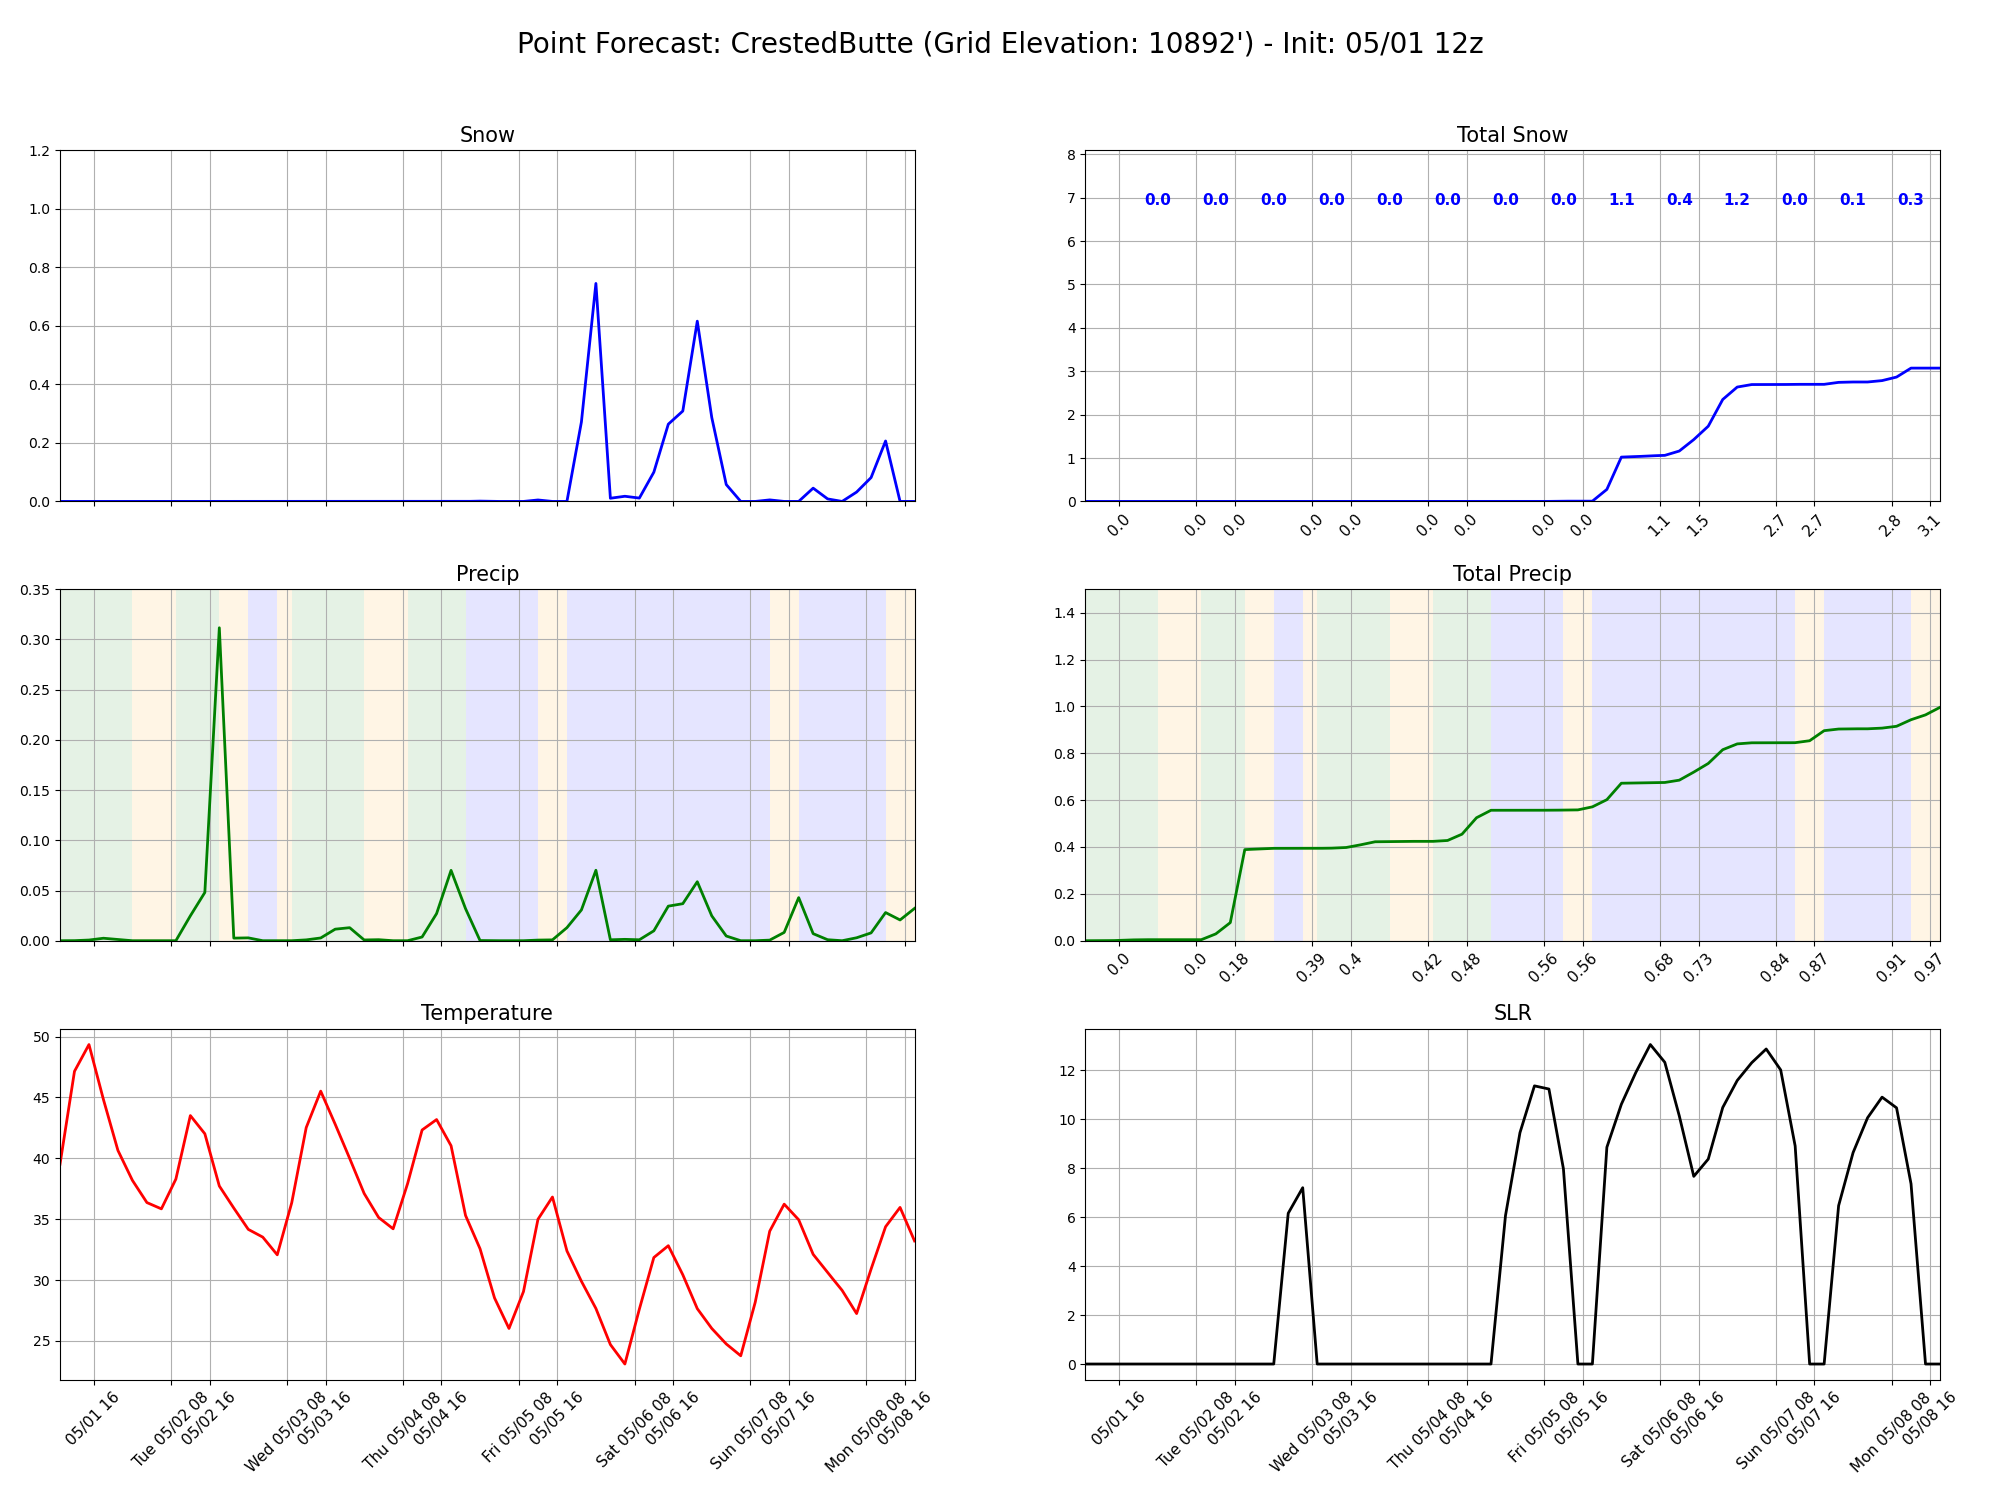 Point Forecast: CrestedButte (Grid Elevation: 10892') - Init: 05/01 12z
Snow
1.2
1.0
0.8
0.6
0.4
0.2
0.0
Total Snow
8
7
6
5
4
3
2
1
0
0.0 0.0 0.0 0.0 0.0 0.0 0.0 0.0 1.1 0.4 1.2 0.0 0.1 0.3
0.0 0.0 0.0 0.0 0.0 0.0 0.0 0.0 0.0 1.1 1.5 2.7 2.7 2.8 3.1
Precip
0.35
0.30
0.25
0.20
0.15
0.10
0.05
0.00
Total Precip
1.4
1.2
1.0
0.8
0.6
0.4
0.2
0.0
0.0 0.0 0.18 0.39 0.4 0.42 0.48 0.56 0.56 0.68 0.73 0.84 0.87 0.91 0.97
Temperature
50
45
40
35
30
25
05/01 16
Tue 05/02 08
05/02 16
Wed 05/03 08
05/03 16
Thu 05/04 08
05/04 16
Fri 05/05 08
05/05 16
Sat 05/06 08
05/06 16
Sun 05/07 08
05/07 16
Mon 05/08 08
05/08 16
SLR
12
10
8
6
4
2
0
05/01 16
Tue 05/02 08
05/02 16
Wed 05/03 08
05/03 16
Thu 05/04 08
05/04 16
Fri 05/05 08
05/05 16
Sat 05/06 08
05/06 16
Sun 05/07 08
05/07 16
Mon 05/08 08
05/08 16